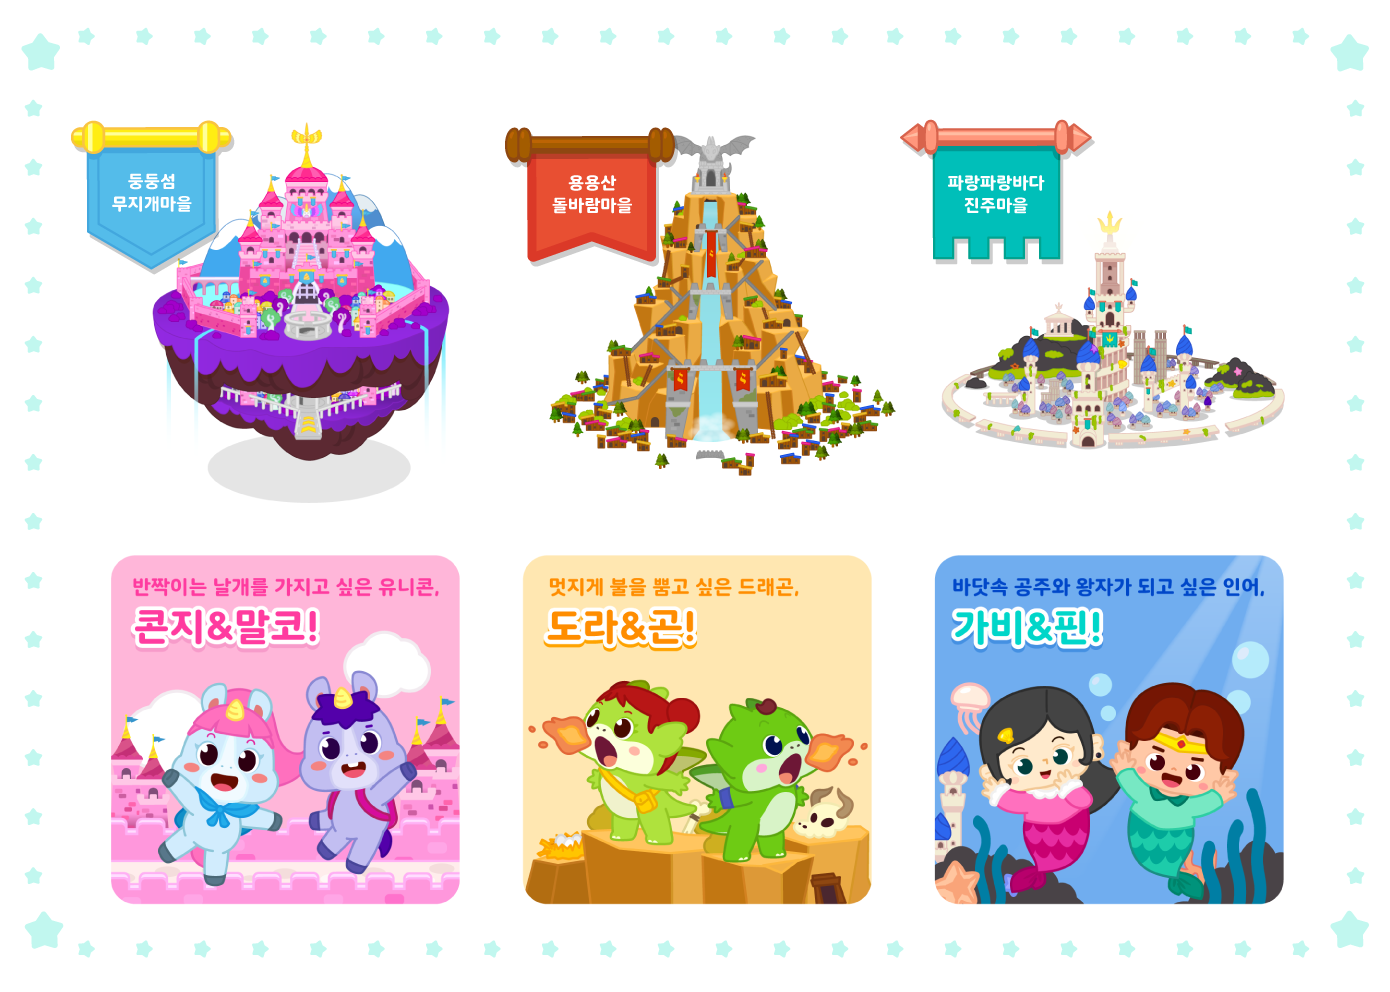 둥둥섬
무지개마을
용용산
돌바람마을
파랑파랑바다
진주마을
반짝이는 날개를 가지고 싶은 유니콘,
콘지&말코!
멋지게 불을 뿜고 싶은 드래곤,
도라&곤!
바닷속 공주와 왕자가 되고 싶은 인어,
가비&핀!